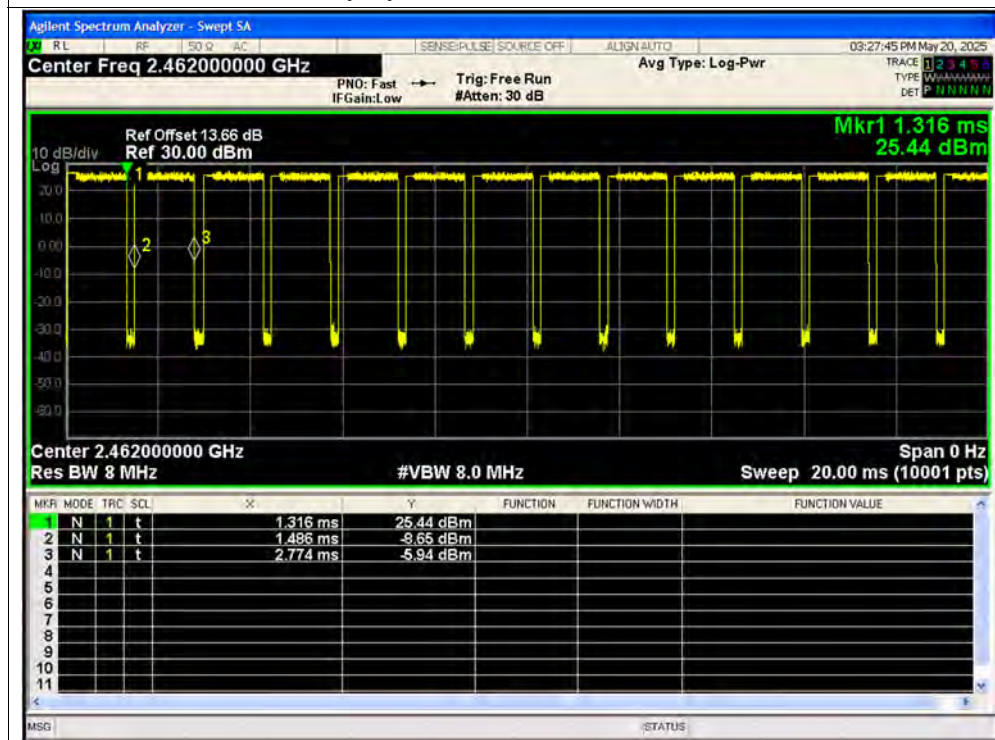 Agilent Spectrum Analyzer - Swept SA
RL RF 50 Ω AC SENSE:PULSE SOURCE OFF ALIGN AUTO 03:27:45 PM May 20, 2025
Center Freq 2.462000000 GHz
PNO: Fast
IFGain:Low
Trig: Free Run
#Atten: 30 dB
Avg Type: Log-Pwr
TRACE 1 2 3 4 5 6
TYPE
DET P N N N N N
Mkr1 1.316 ms
25.44 dBm
Ref Offset 13.66 dB
10 dB/div Ref 30.00 dBm
Log
1
20.0
10.0
0.00
2
3
-10.0
-20.0
-30.0
-40.0
-50.0
-60.0
Center 2.462000000 GHz Span 0 Hz
Res BW 8 MHz #VBW 8.0 MHz Sweep 20.00 ms (10001 pts)
MKR MODE TRC SCL X Y FUNCTION FUNCTION WIDTH FUNCTION VALUE
1 N 1 t 1.316 ms 25.44 dBm
2 N 1 t 1.486 ms -8.65 dBm
3 N 1 t 2.774 ms -5.94 dBm
4
5
6
7
8
9
10
11
MSG STATUS